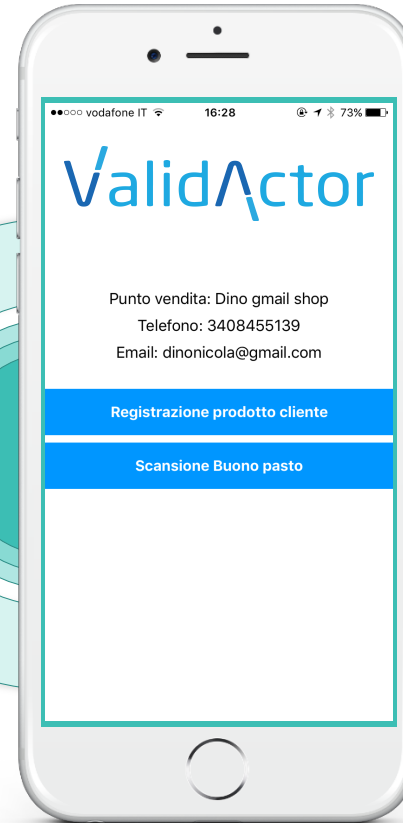 vodafone IT 16:28 73%
ValidActor
Punto vendita: Dino gmail shop
Telefono: 3408455139
Email: dinonicola@gmail.com
Registrazione prodotto cliente
Scansione Buono pasto